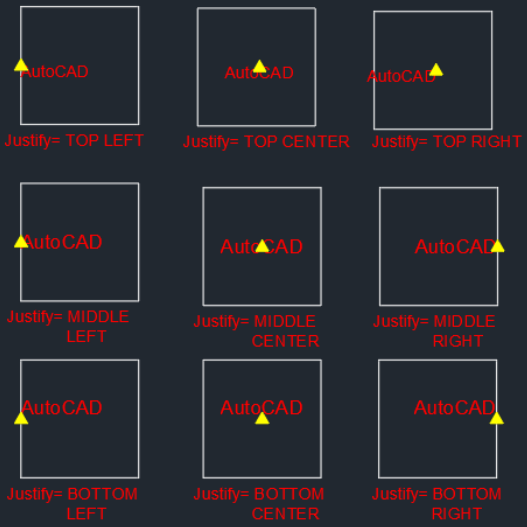 AutoCAD
AutoCAD
AutoCAD
Justify= TOP LEFT
Justify= TOP CENTER
Justify= TOP RIGHT
AutoCAD
AutoCAD
AutoCAD
Justify= MIDDLE
LEFT
Justify= MIDDLE
CENTER
Justify= MIDDLE
RIGHT
AutoCAD
AutoCAD
AutoCAD
Justify= BOTTOM
LEFT
Justify= BOTTOM
CENTER
Justify= BOTTOM
RIGHT